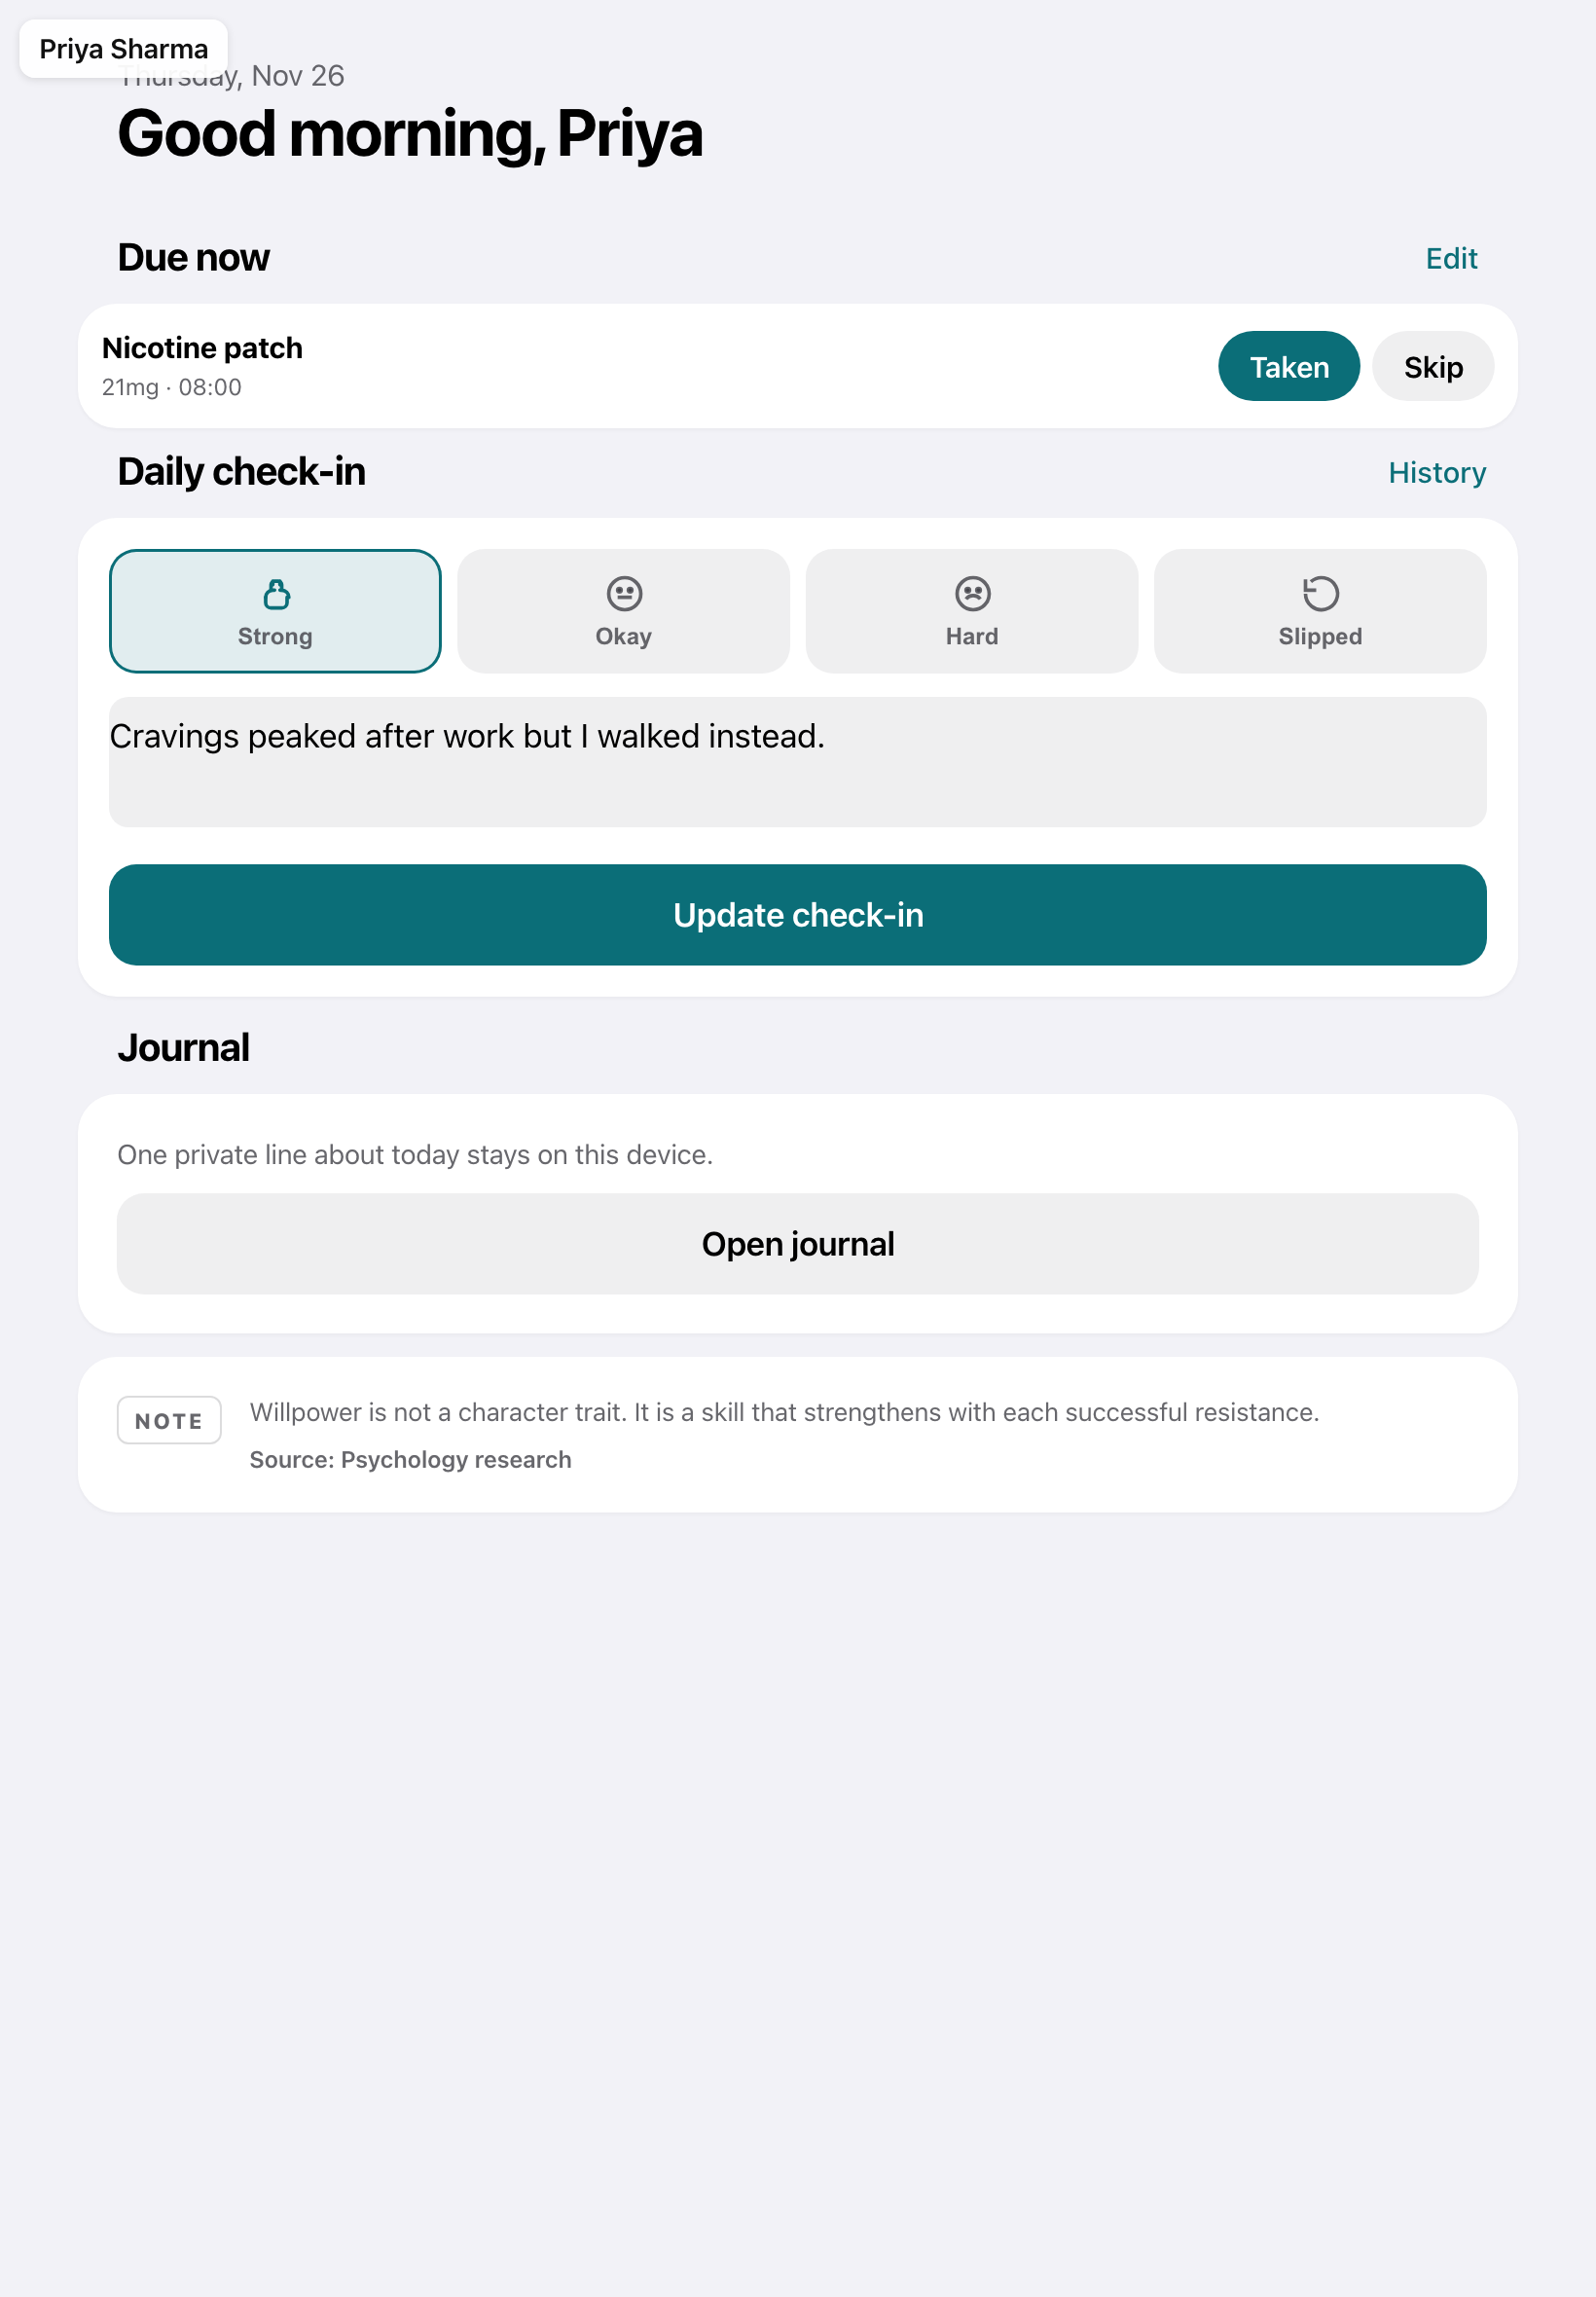 Priya Sharma
Thursday, Nov 26
Good morning, Priya
Due now
Edit
Nicotine patch
21mg · 08:00
Taken
Skip
Daily check-in
History
Strong
Okay
Hard
Slipped
Cravings peaked after work but I walked instead.
Update check-in
Journal
One private line about today stays on this device.
Open journal
NOTE
Willpower is not a character trait. It is a skill that strengthens with each successful resistance.
Source: Psychology research